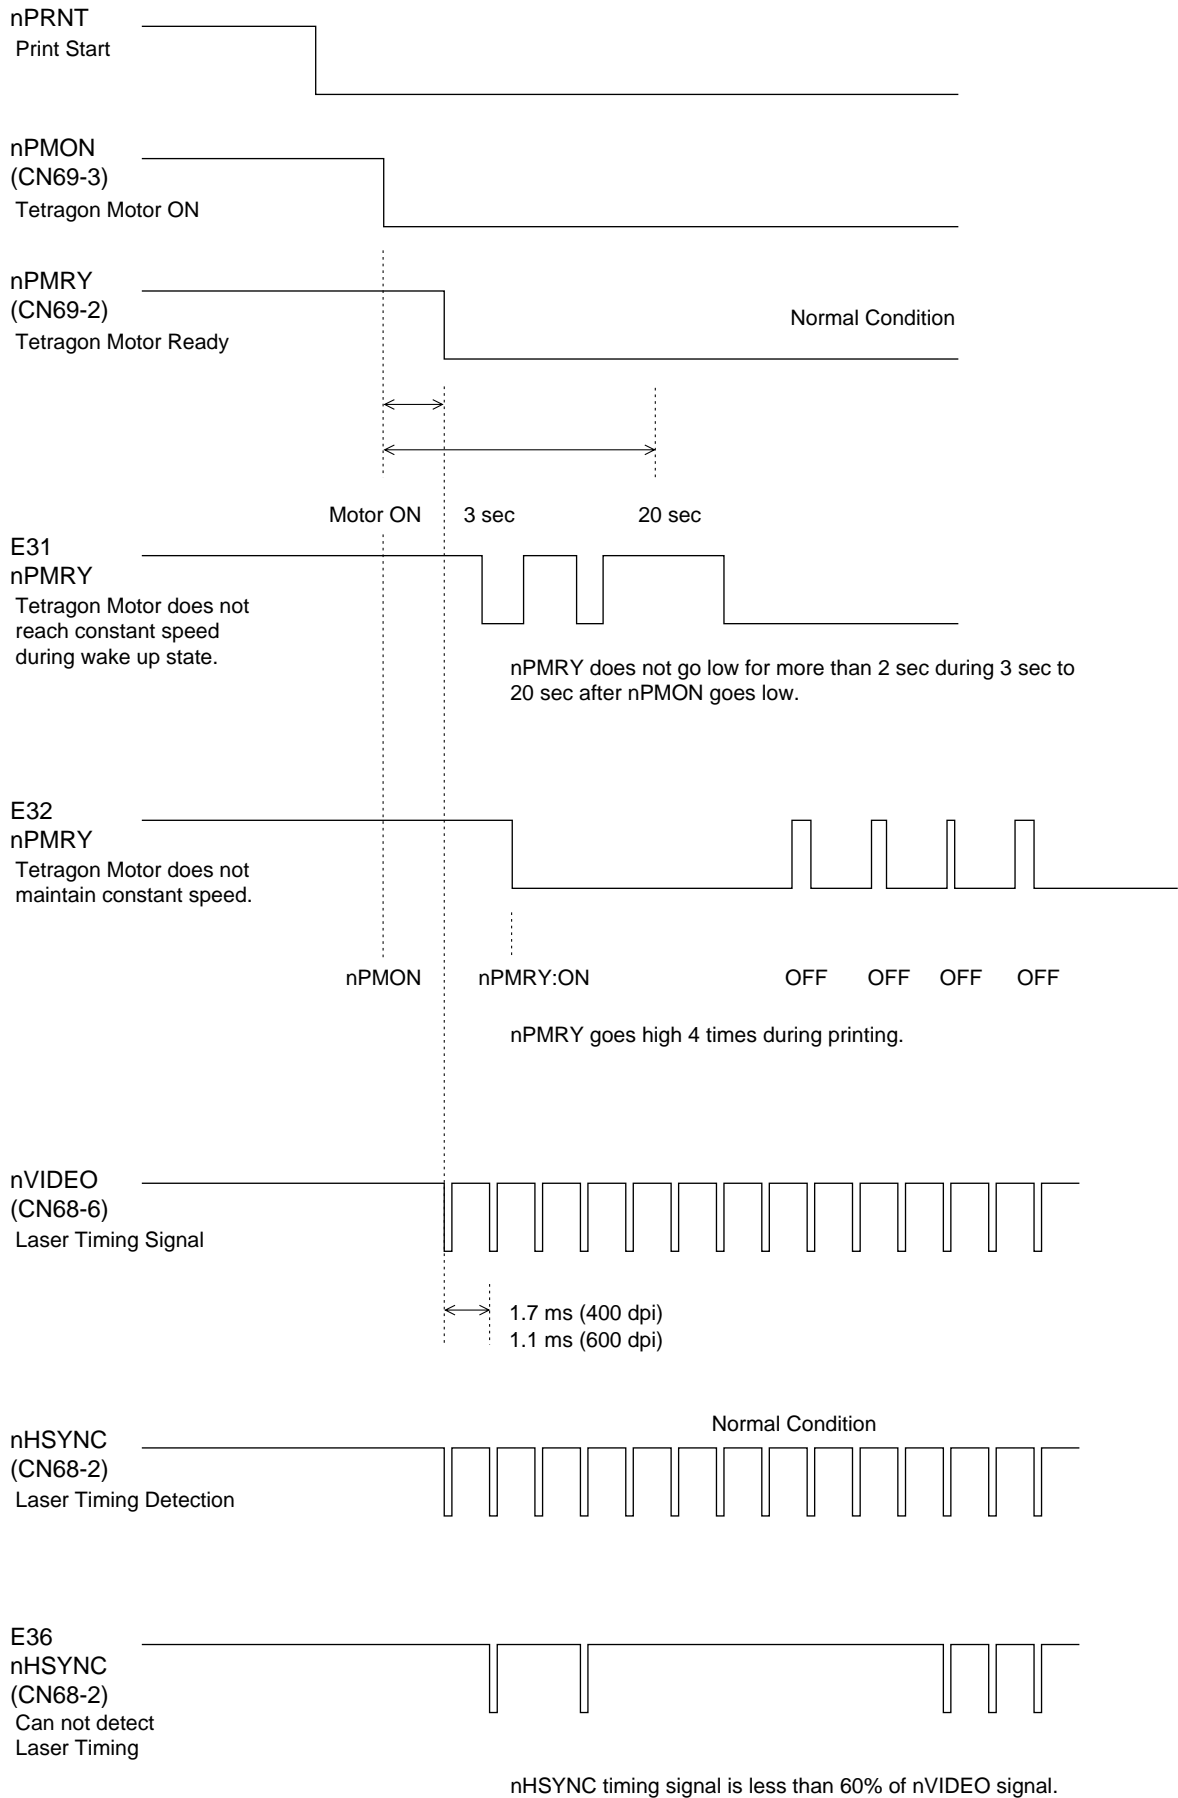 nPRNT
Print Start
nPMON
(CN69-3)
Tetragon Motor ON
nPMRY
(CN69-2)
Tetragon Motor Ready
Normal Condition
Motor ON 3 sec 20 sec
E31
nPMRY
Tetragon Motor does not
reach constant speed
during wake up state.
nPMRY does not go low for more than 2 sec during 3 sec to
20 sec after nPMON goes low.
E32
nPMRY
Tetragon Motor does not
maintain constant speed.
nPMON nPMRY:ON OFF OFF OFF OFF
nPMRY goes high 4 times during printing.
nVIDEO
(CN68-6)
Laser Timing Signal
1.7 ms (400 dpi)
1.1 ms (600 dpi)
Normal Condition
nHSYNC
(CN68-2)
Laser Timing Detection
E36
nHSYNC
(CN68-2)
Can not detect
Laser Timing
nHSYNC timing signal is less than 60% of nVIDEO signal.